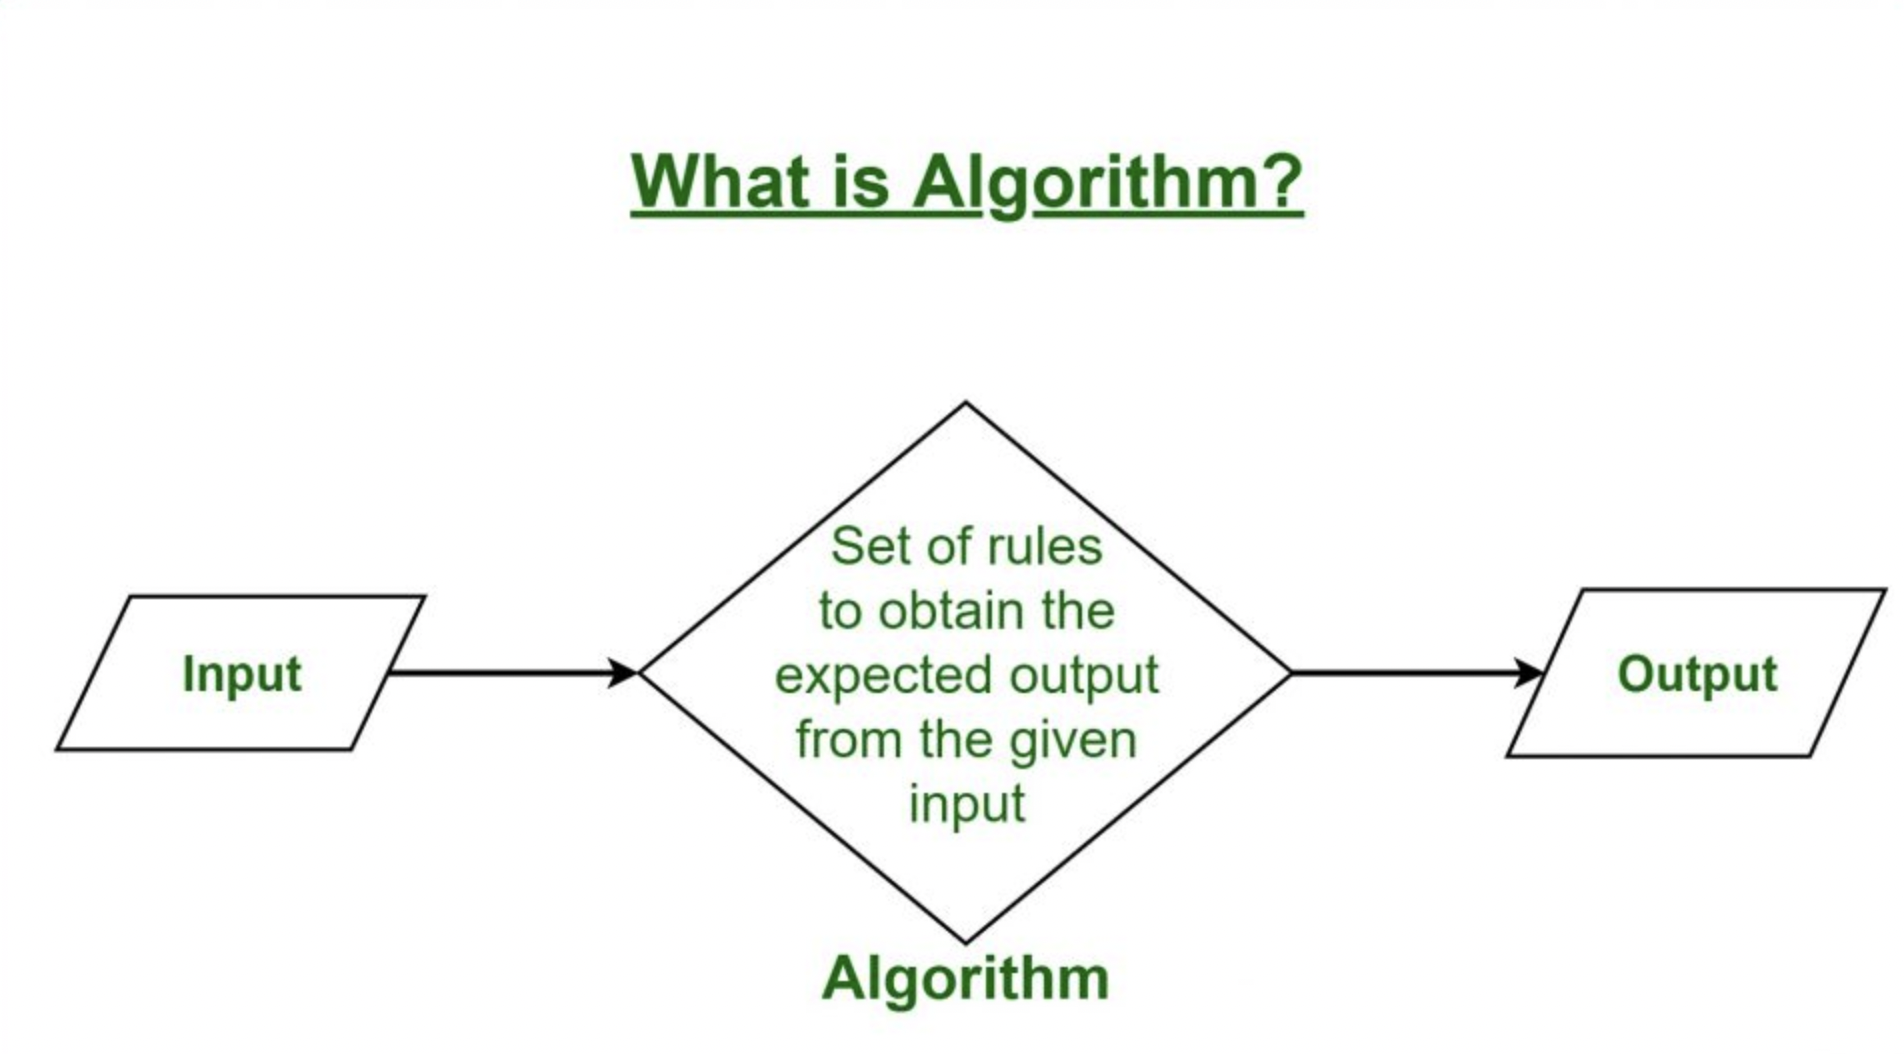 What is Algorithm?
Input
Set of rules
to obtain the
expected output
from the given
input
Output
Algorithm